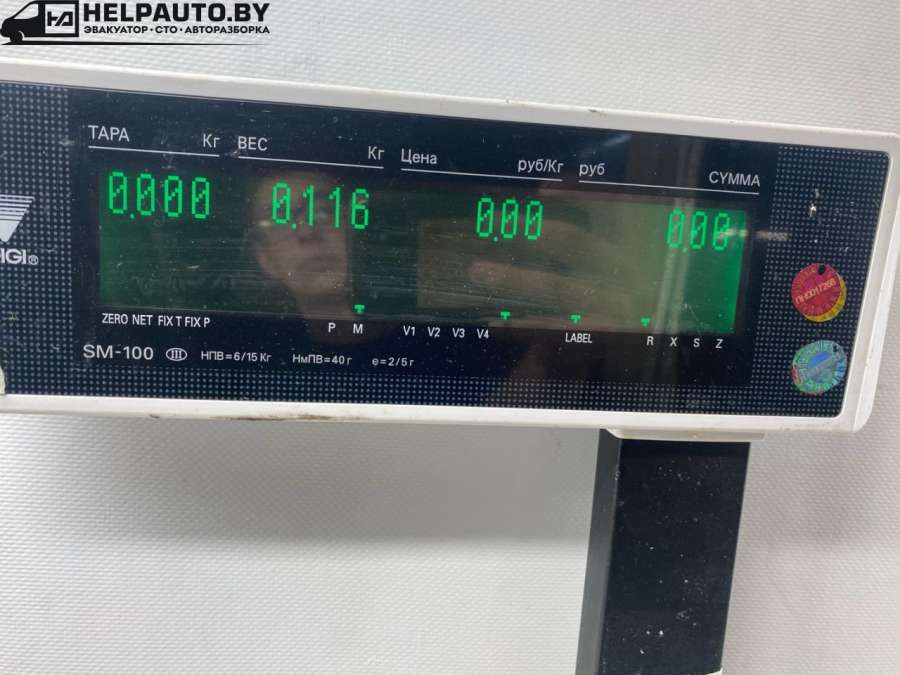 HELPAUTO.BY
ЭВАКУАТОР • СТО • АВТОРАЗБОРКА
ТАРА Кг ВЕС Кг Цена руб/Кг руб СУММА
0.000 0.116 0.00 0.00
IGI®
ZERO NET FIX T FIX P P M V1 V2 V3 V4 LABEL R X S Z
SM-100 III НПВ=6/15 Кг НмПВ=40 г е=2/5 г